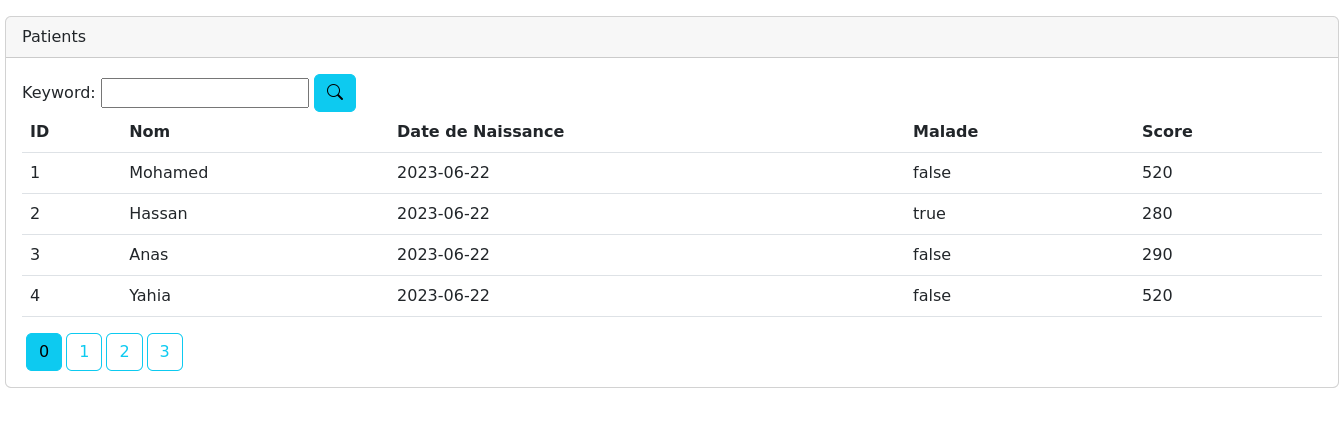 Patients
Keyword:
ID Nom Date de Naissance Malade Score
1 Mohamed 2023-06-22 false 520
2 Hassan 2023-06-22 true 280
3 Anas 2023-06-22 false 290
4 Yahia 2023-06-22 false 520
0 1 2 3